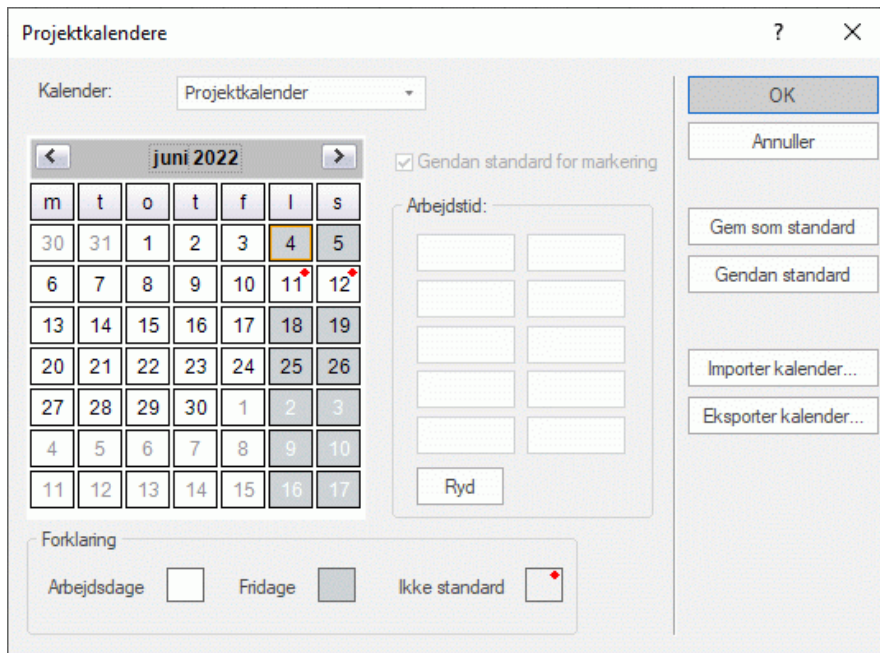 Projektkalendere ?
Kalender: Projektkalender
OK
Annuller
Gem som standard
Gendan standard
Importer kalender...
Eksporter kalender...
juni 2022
m t o t f l s
30 31 1 2 3 4 5
6 7 8 9 10 11 12
13 14 15 16 17 18 19
20 21 22 23 24 25 26
27 28 29 30 1 2 3
4 5 6 7 8 9 10
11 12 13 14 15 16 17
Gendan standard for markering
Arbejdstid:
Ryd
Forklaring
Arbejdsdage Fridage Ikke standard